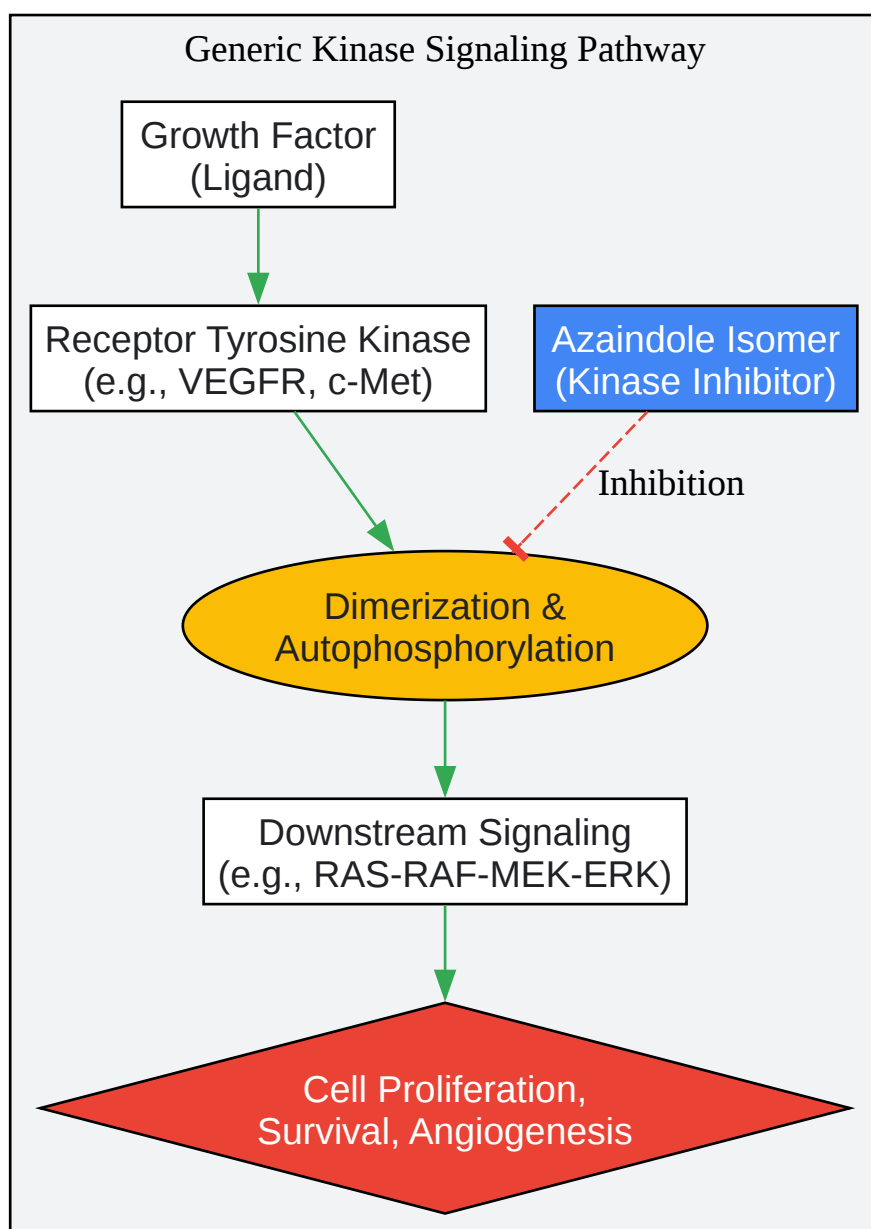 Generic Kinase Signaling Pathway
Growth Factor
(Ligand)
Receptor Tyrosine Kinase
(e.g., VEGFR, c-Met)
Azaindole Isomer
(Kinase Inhibitor)
Inhibition
Dimerization &
Autophosphorylation
Downstream Signaling
(e.g., RAS-RAF-MEK-ERK)
Cell Proliferation,
Survival, Angiogenesis